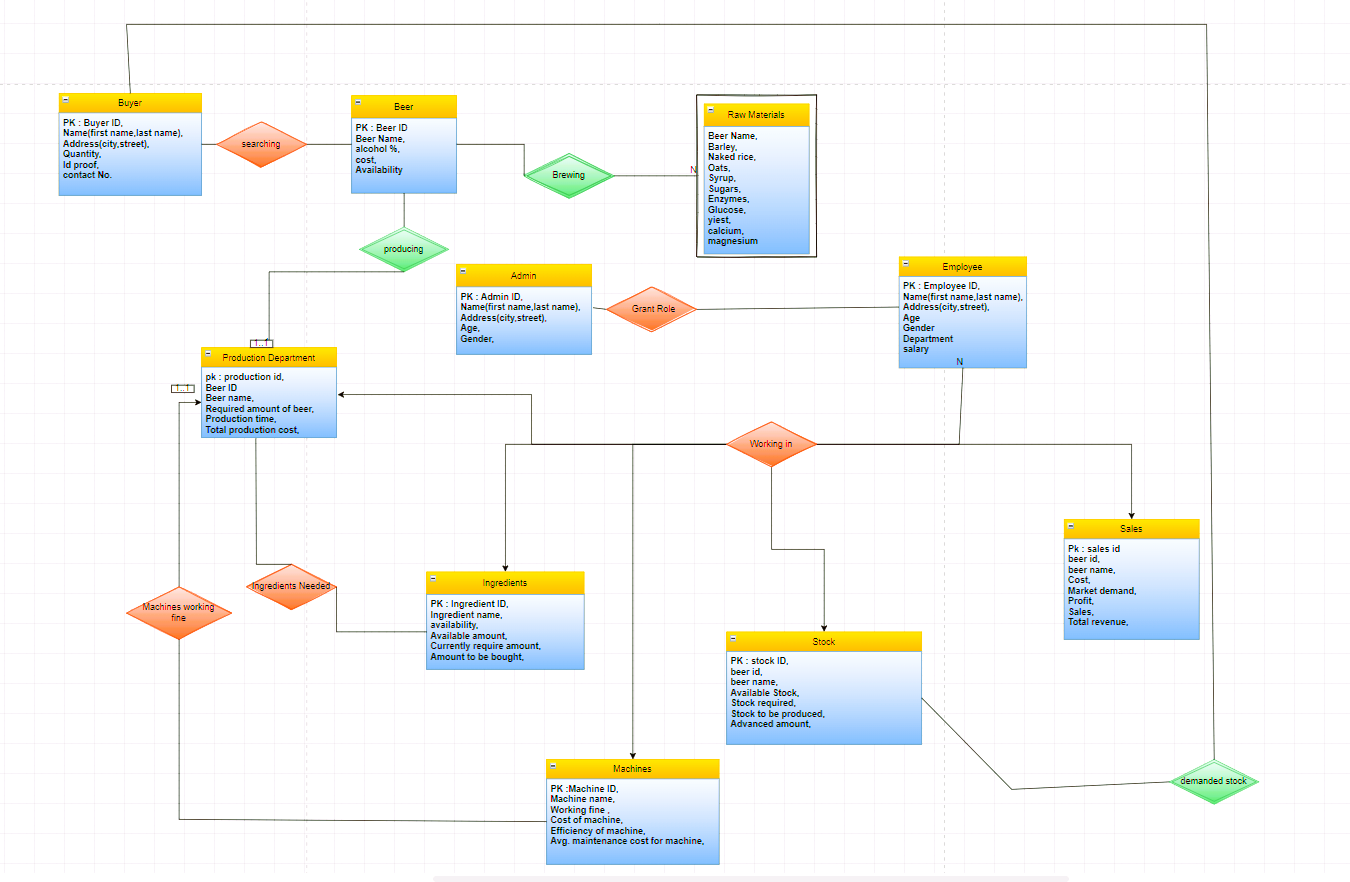 Buyer
PK : Buyer ID,
Name(first name,last name),
Address(city,street),
Quantity,
Id proof,
contact No.
searching
Beer
PK : Beer ID
Beer Name,
alcohol %,
cost,
Availability
Brewing
N
Raw Materials
Beer Name,
Barley,
Naked rice,
Oats,
Syrup,
Sugars,
Enzymes,
Glucose,
yiest,
calcium,
magnesium
producing
Admin
PK : Admin ID,
Name(first name,last name),
Address(city,street),
Age,
Gender,
Grant Role
Employee
PK : Employee ID,
Name(first name,last name),
Address(city,street),
Age
Gender
Department
salary
N
1..1
Production Department
pk : production id,
Beer ID
Beer name,
Required amount of beer,
Production time,
Total production cost,
1..1
Working in
Sales
Pk : sales id
beer id,
beer name,
Cost,
Market demand,
Profit,
Sales,
Total revenue,
Machines working
fine
Ingredients Needed
Ingredients
PK : Ingredient ID,
Ingredient name,
availability,
Available amount,
Currently require amount,
Amount to be bought,
Stock
PK : stock ID,
beer id,
beer name,
Available Stock,
Stock required,
Stock to be produced,
Advanced amount,
Machines
PK :Machine ID,
Machine name,
Working fine ,
Cost of machine,
Efficiency of machine,
Avg. maintenance cost for machine,
demanded stock